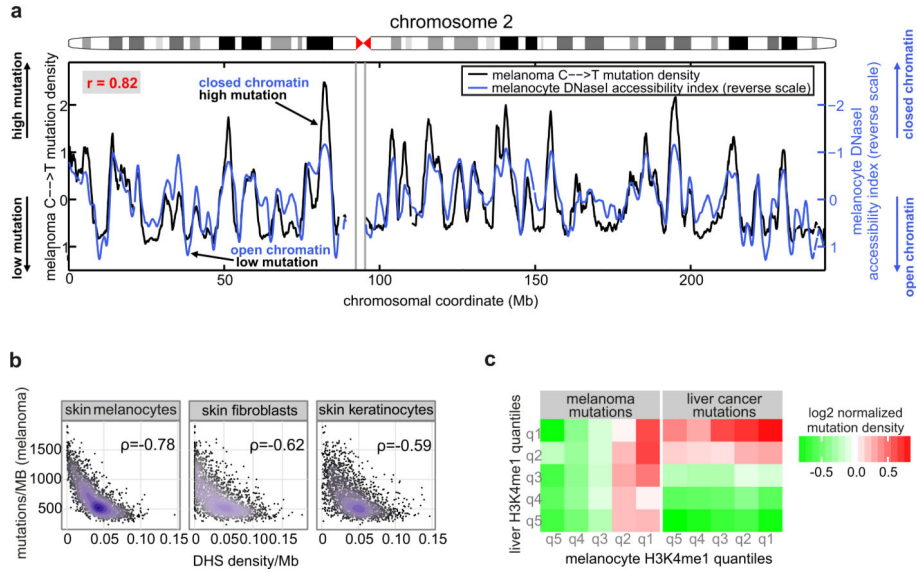 a
chromosome 2
r = 0.82
closed chromatin
high mutation
melanoma C−−>T mutation density
melanocyte DNaseI accessibility index (reverse scale)
open chromatin
low mutation
high mutation
low mutation
melanoma C−−>T mutation density
2
1
0
1
−2
−1
0
1
melanocyte DNaseI
accessibility index (reverse scale)
closed chromatin
open chromatin
0
50
100
150
200
chromosomal coordinate (Mb)
b
skin melanocytes
skin fibroblasts
skin keratinocytes
ρ=-0.78
ρ=-0.62
ρ=-0.59
mutations/MB (melanoma)
1500
1000
500
0 0.05 0.10 0.15 0 0.05 0.10 0.15 0 0.05 0.10 0.15
DHS density/Mb
c
melanoma
mutations
liver cancer
mutations
liver H3K4me1 quantiles
q1
q2
q3
q4
q5
q5 q4 q3 q2 q1 q5 q4 q3 q2 q1
melanocyte H3K4me1 quantiles
log2 normalized
mutation density
−0.5 0.0 0.5